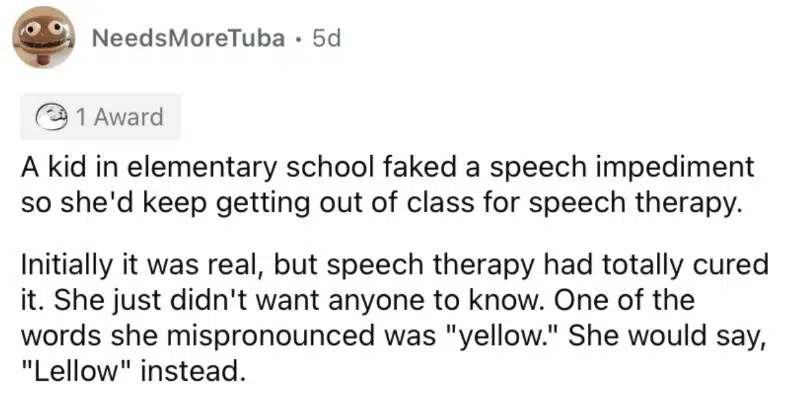 NeedsMoreTuba • 5d
1 Award
A kid in elementary school faked a speech impediment
so she'd keep getting out of class for speech therapy.
Initially it was real, but speech therapy had totally cured
it. She just didn't want anyone to know. One of the
words she mispronounced was "yellow." She would say,
"Lellow" instead.